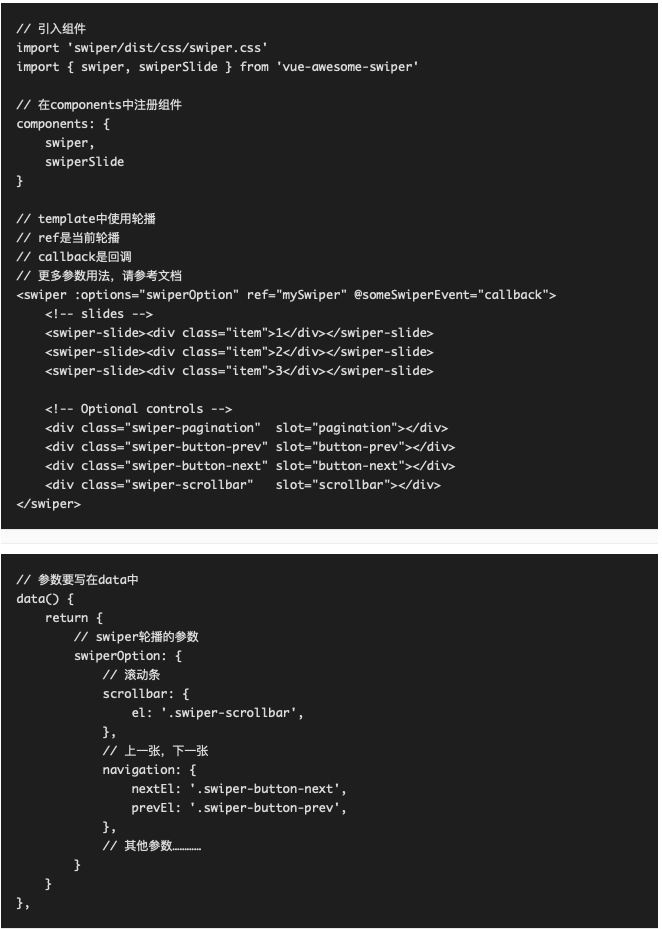 // 引入组件
import 'swiper/dist/css/swiper.css'
import { swiper, swiperSlide } from 'vue-awesome-swiper'

// 在components中注册组件
components: {
    swiper,
    swiperSlide
}

// template中使用轮播
// ref是当前轮播
// callback是回调
// 更多参数用法，请参考文档
<swiper :options="swiperOption" ref="mySwiper" @someSwiperEvent="callback">
    <!-- slides -->
    <swiper-slide><div class="item">1</div></swiper-slide>
    <swiper-slide><div class="item">2</div></swiper-slide>
    <swiper-slide><div class="item">3</div></swiper-slide>

    <!-- Optional controls -->
    <div class="swiper-pagination"  slot="pagination"></div>
    <div class="swiper-button-prev" slot="button-prev"></div>
    <div class="swiper-button-next" slot="button-next"></div>
    <div class="swiper-scrollbar"   slot="scrollbar"></div>
</swiper>

// 参数要写在data中
data() {
    return {
        // swiper轮播的参数
        swiperOption: {
            // 滚动条
            scrollbar: {
                el: '.swiper-scrollbar',
            },
            // 上一张，下一张
            navigation: {
                nextEl: '.swiper-button-next',
                prevEl: '.swiper-button-prev',
            },
            // 其他参数…………
        }
    }
},